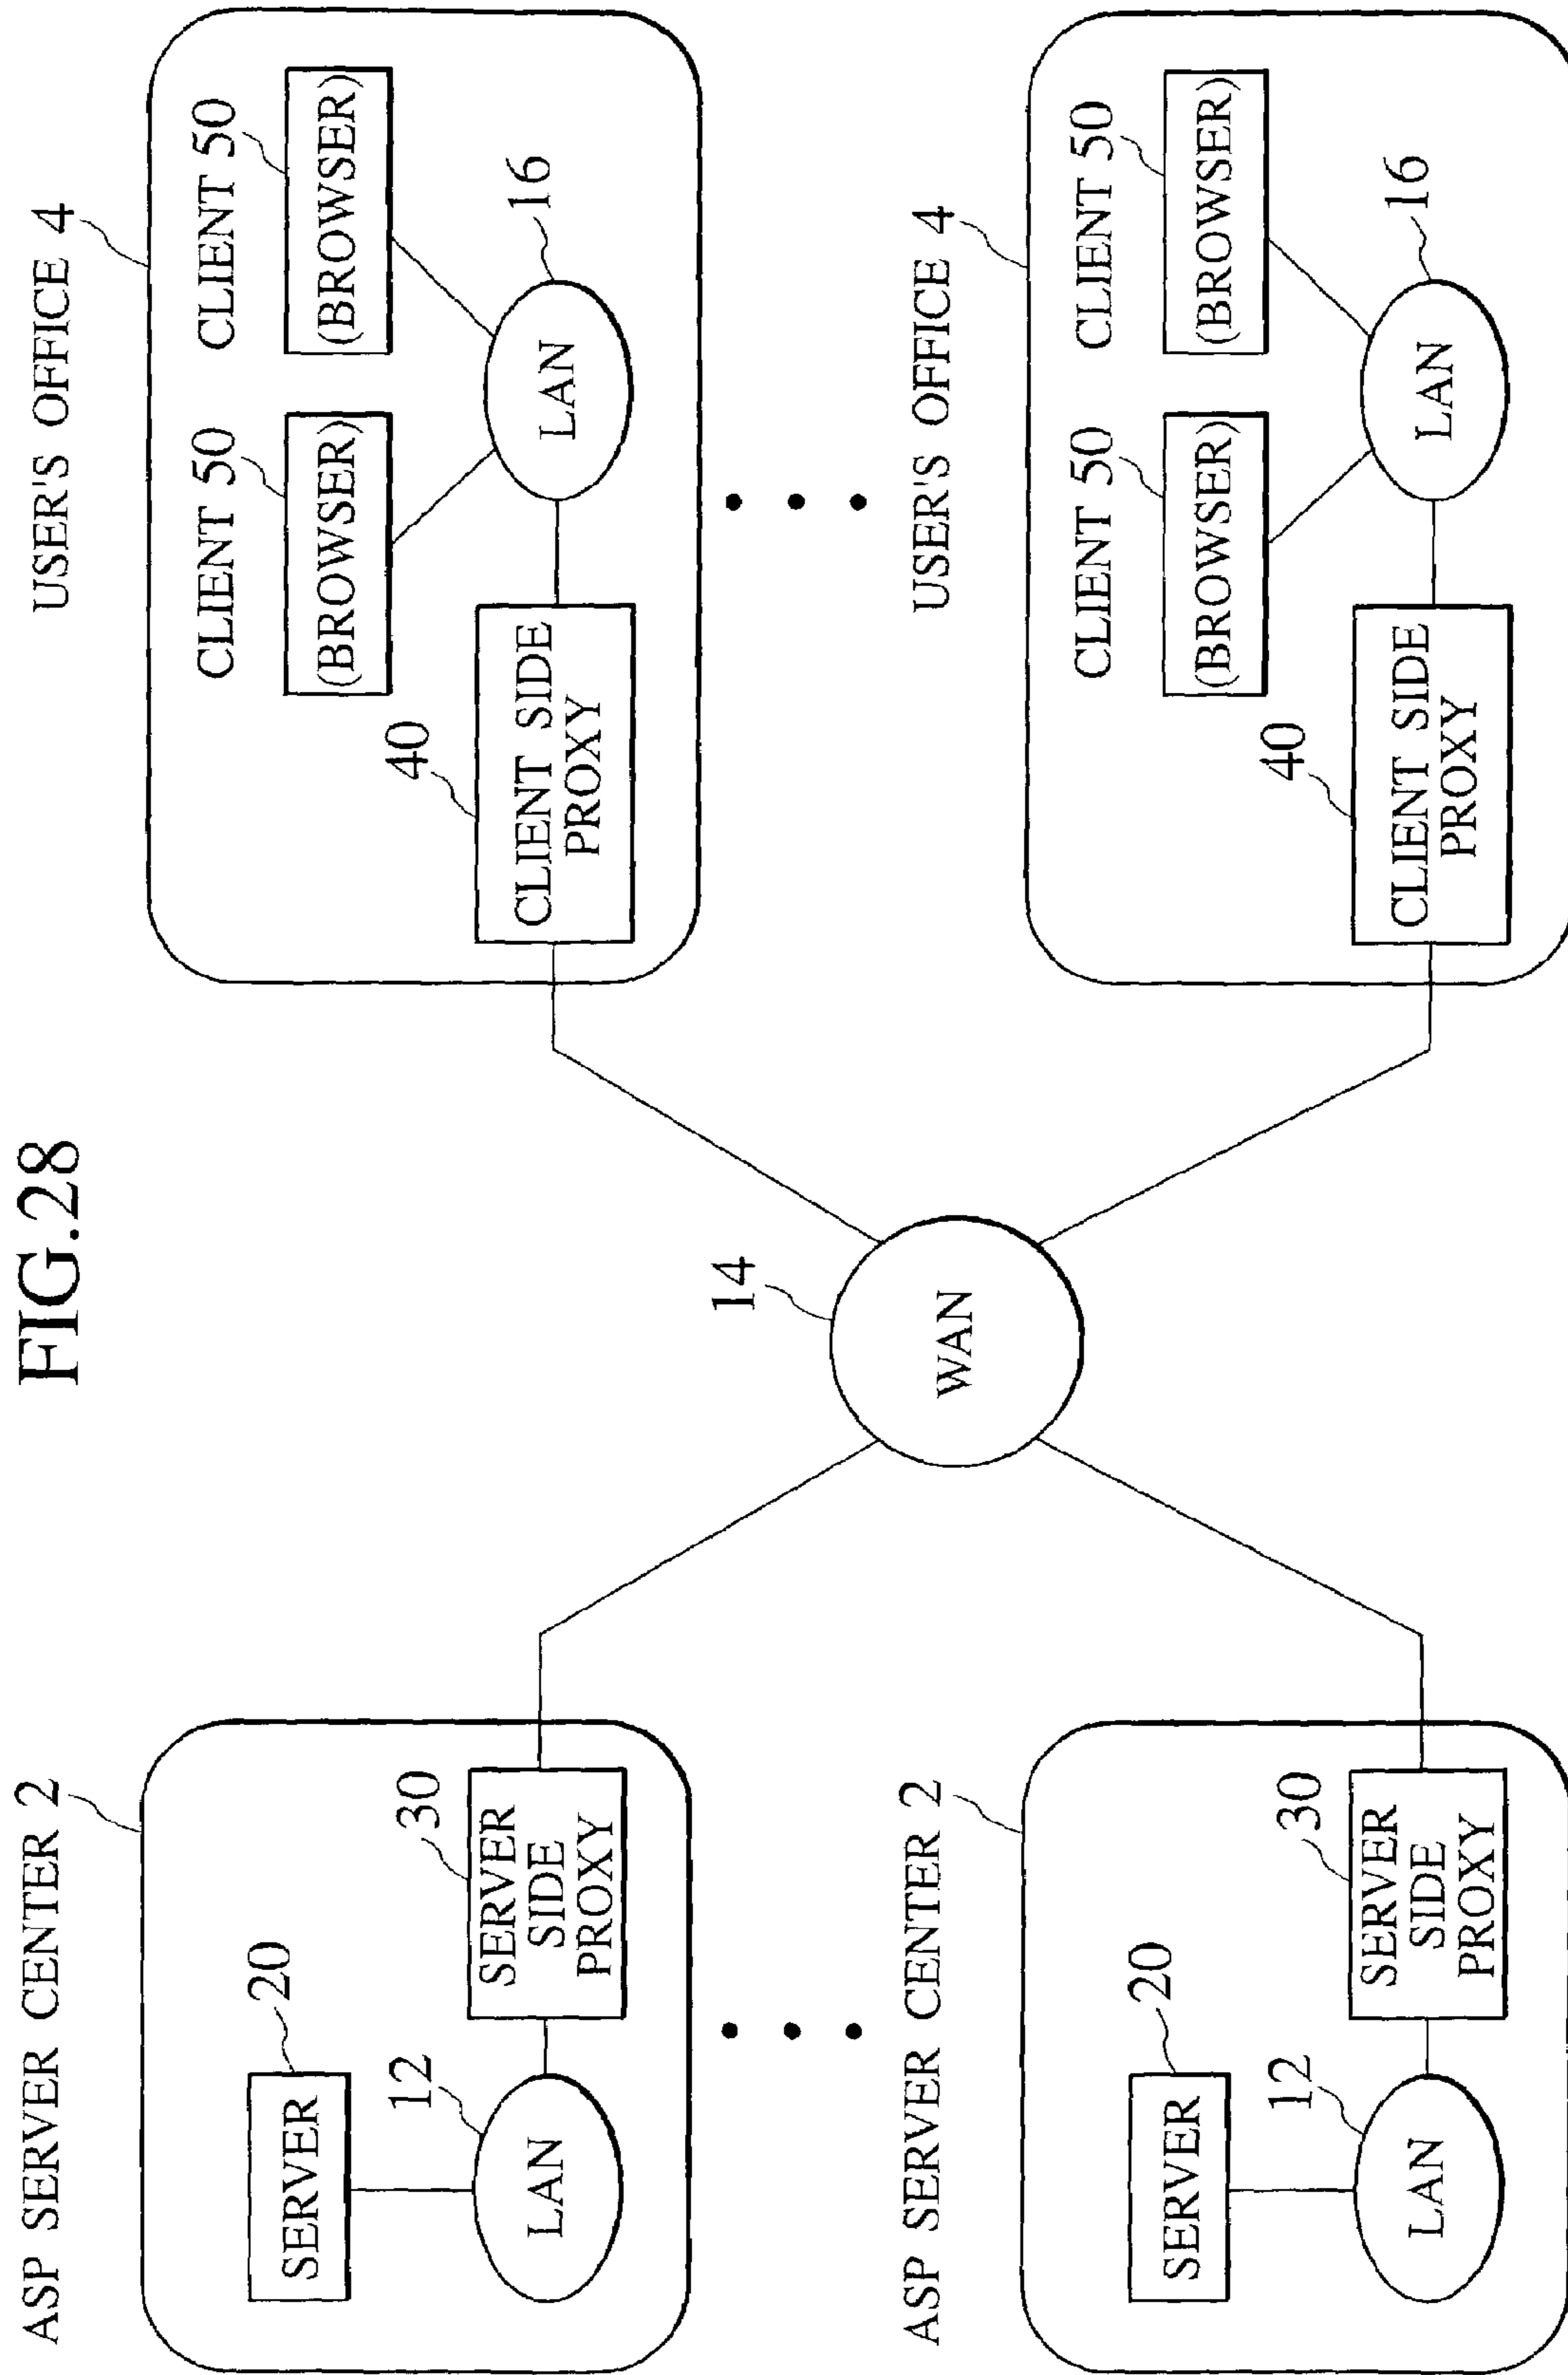 FIG.28
ASP SERVER CENTER 2
SERVER
20
12
LAN
30
SERVER
SIDE
PROXY
ASP SERVER CENTER 2
SERVER
20
12
LAN
30
SERVER
SIDE
PROXY
14
WAN
USER'S OFFICE 4
CLIENT 50
(BROWSER)
CLIENT 50
(BROWSER)
16
LAN
40
CLIENT SIDE
PROXY
USER'S OFFICE 4
CLIENT 50
(BROWSER)
CLIENT 50
(BROWSER)
16
LAN
40
CLIENT SIDE
PROXY